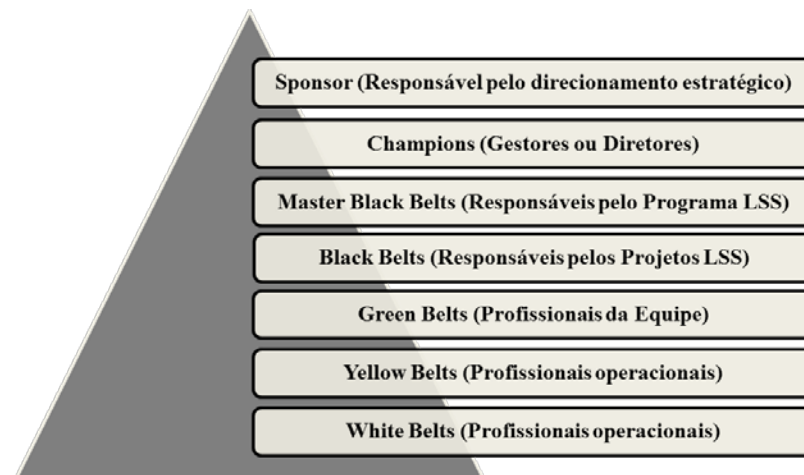 Sponsor (Responsável pelo direcionamento estratégico)
Champions (Gestores ou Diretores)
Master Black Belts (Responsáveis pelo Programa LSS)
Black Belts (Responsáveis pelos Projetos LSS)
Green Belts (Profissionais da Equipe)
Yellow Belts (Profissionais operacionais)
White Belts (Profissionais operacionais)